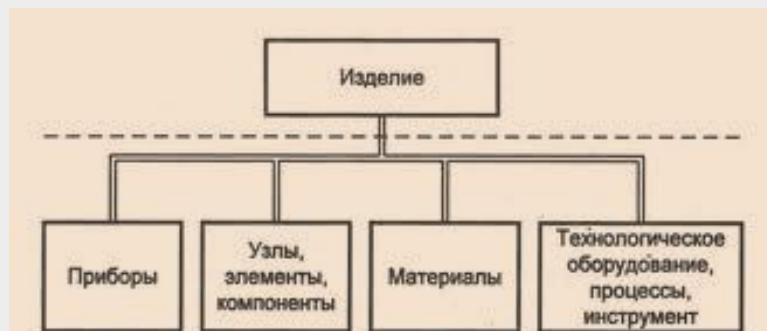 Изделие
Приборы
Узлы,
элементы,
компоненты
Материалы
Технологическое
оборудование,
процессы,
инструмент